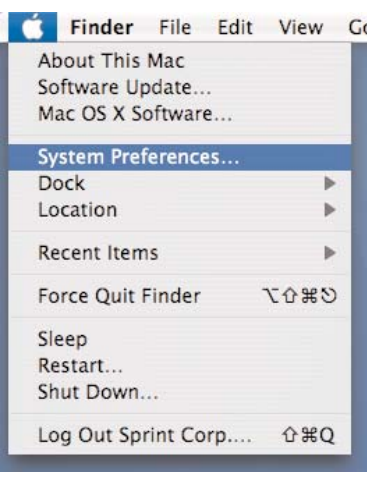 Finder File Edit View Go
About This Mac
Software Update...
Mac OS X Software...
System Preferences...
Dock
Location
Recent Items
Force Quit Finder ⌥⇧⌘⎋
Sleep
Restart...
Shut Down...
Log Out Sprint Corp.... ⇧⌘Q